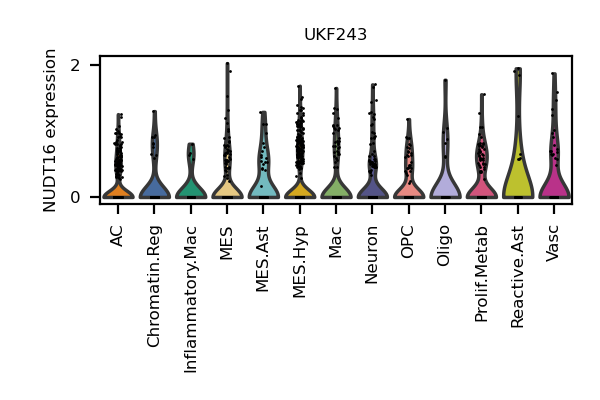 UKF243
NUDT16 expression
2
0
AC
Chromatin.Reg
Inflammatory.Mac
MES
MES.Ast
MES.Hyp
Mac
Neuron
OPC
Oligo
Prolif.Metab
Reactive.Ast
Vasc